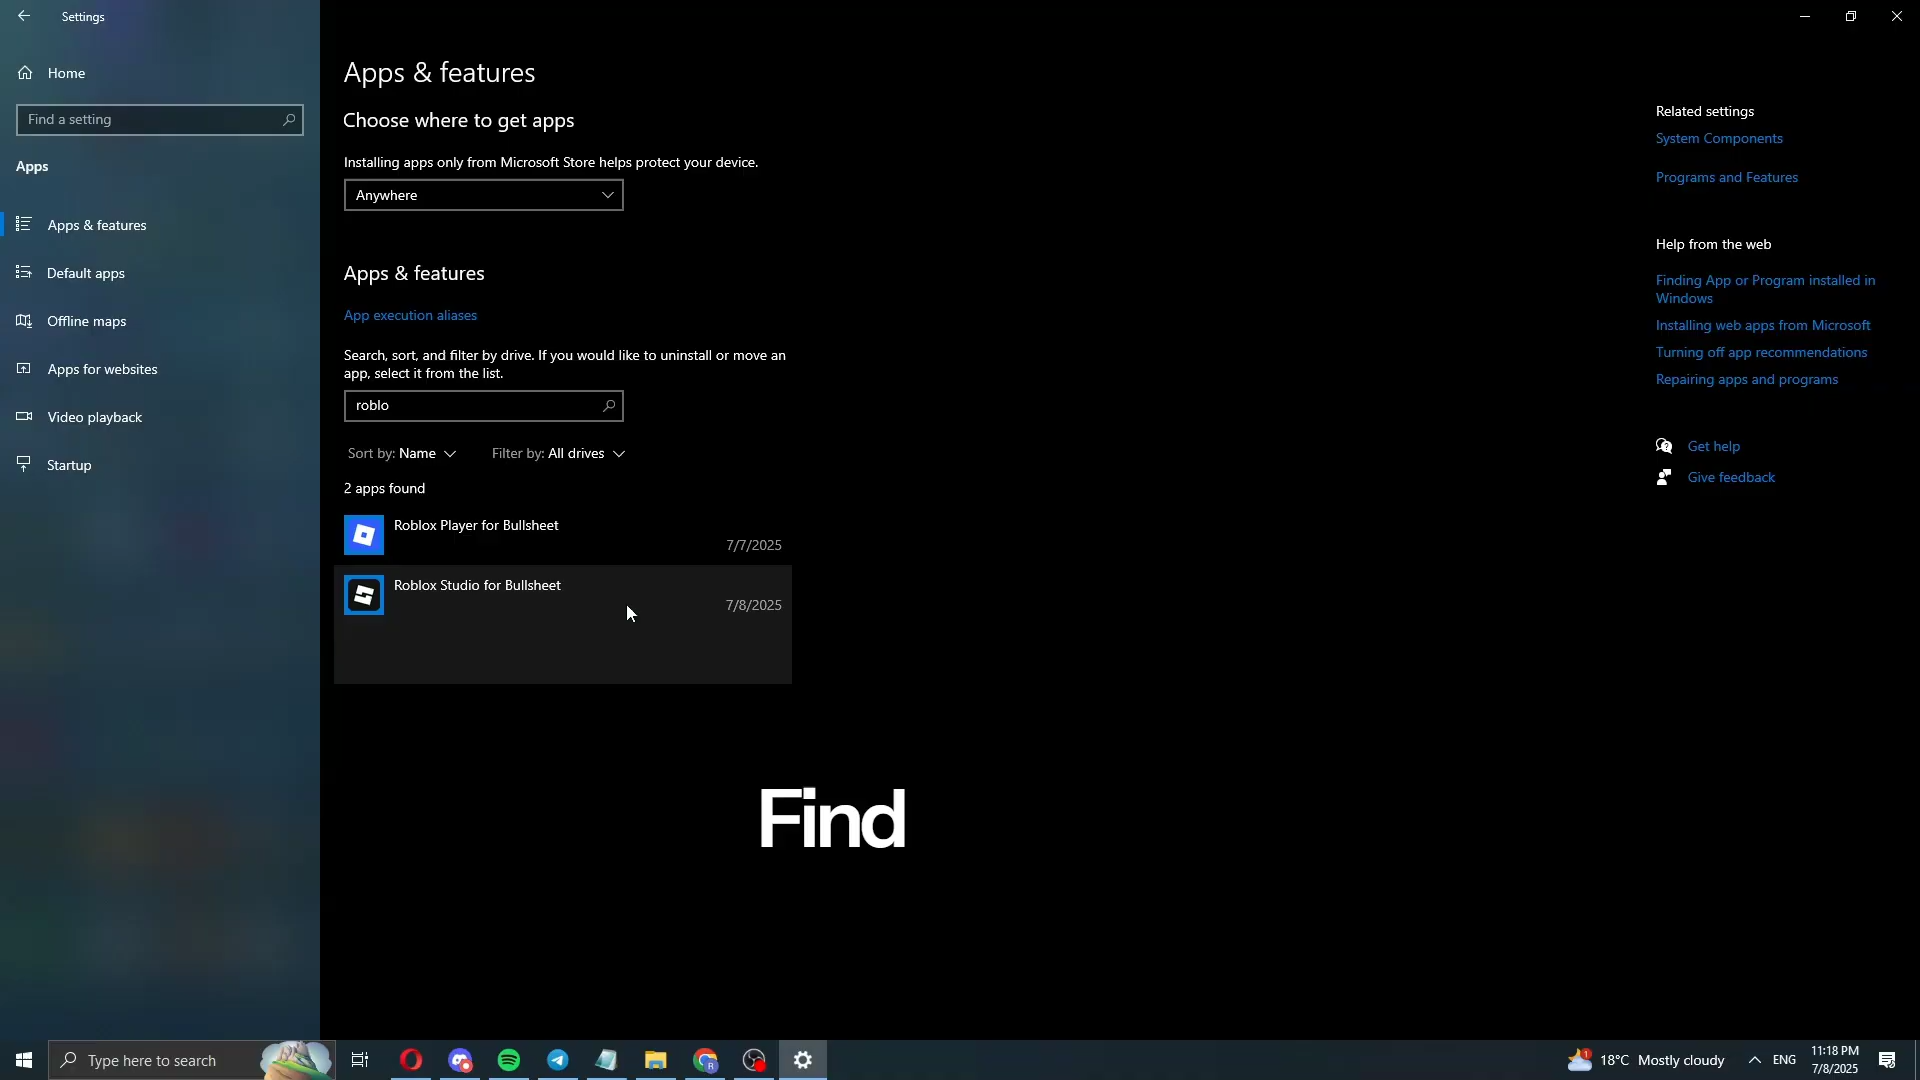 Settings
Home
Find a setting
Apps
Apps & features
Default apps
Offline maps
Apps for websites
Video playback
Startup
Apps & features
Choose where to get apps
Installing apps only from Microsoft Store helps protect your device.
Anywhere
Apps & features
App execution aliases
Search, sort, and filter by drive. If you would like to uninstall or move an
app, select it from the list.
roblo
Sort by: Name
Filter by: All drives
2 apps found
Roblox Player for Bullsheet
7/7/2025
Roblox Studio for Bullsheet
7/8/2025
Find
Related settings
System Components
Programs and Features
Help from the web
Finding App or Program installed in
Windows
Installing web apps from Microsoft
Turning off app recommendations
Repairing apps and programs
Get help
Give feedback
Type here to search
R
1
18°C Mostly cloudy
ENG
11:18 PM
7/8/2025